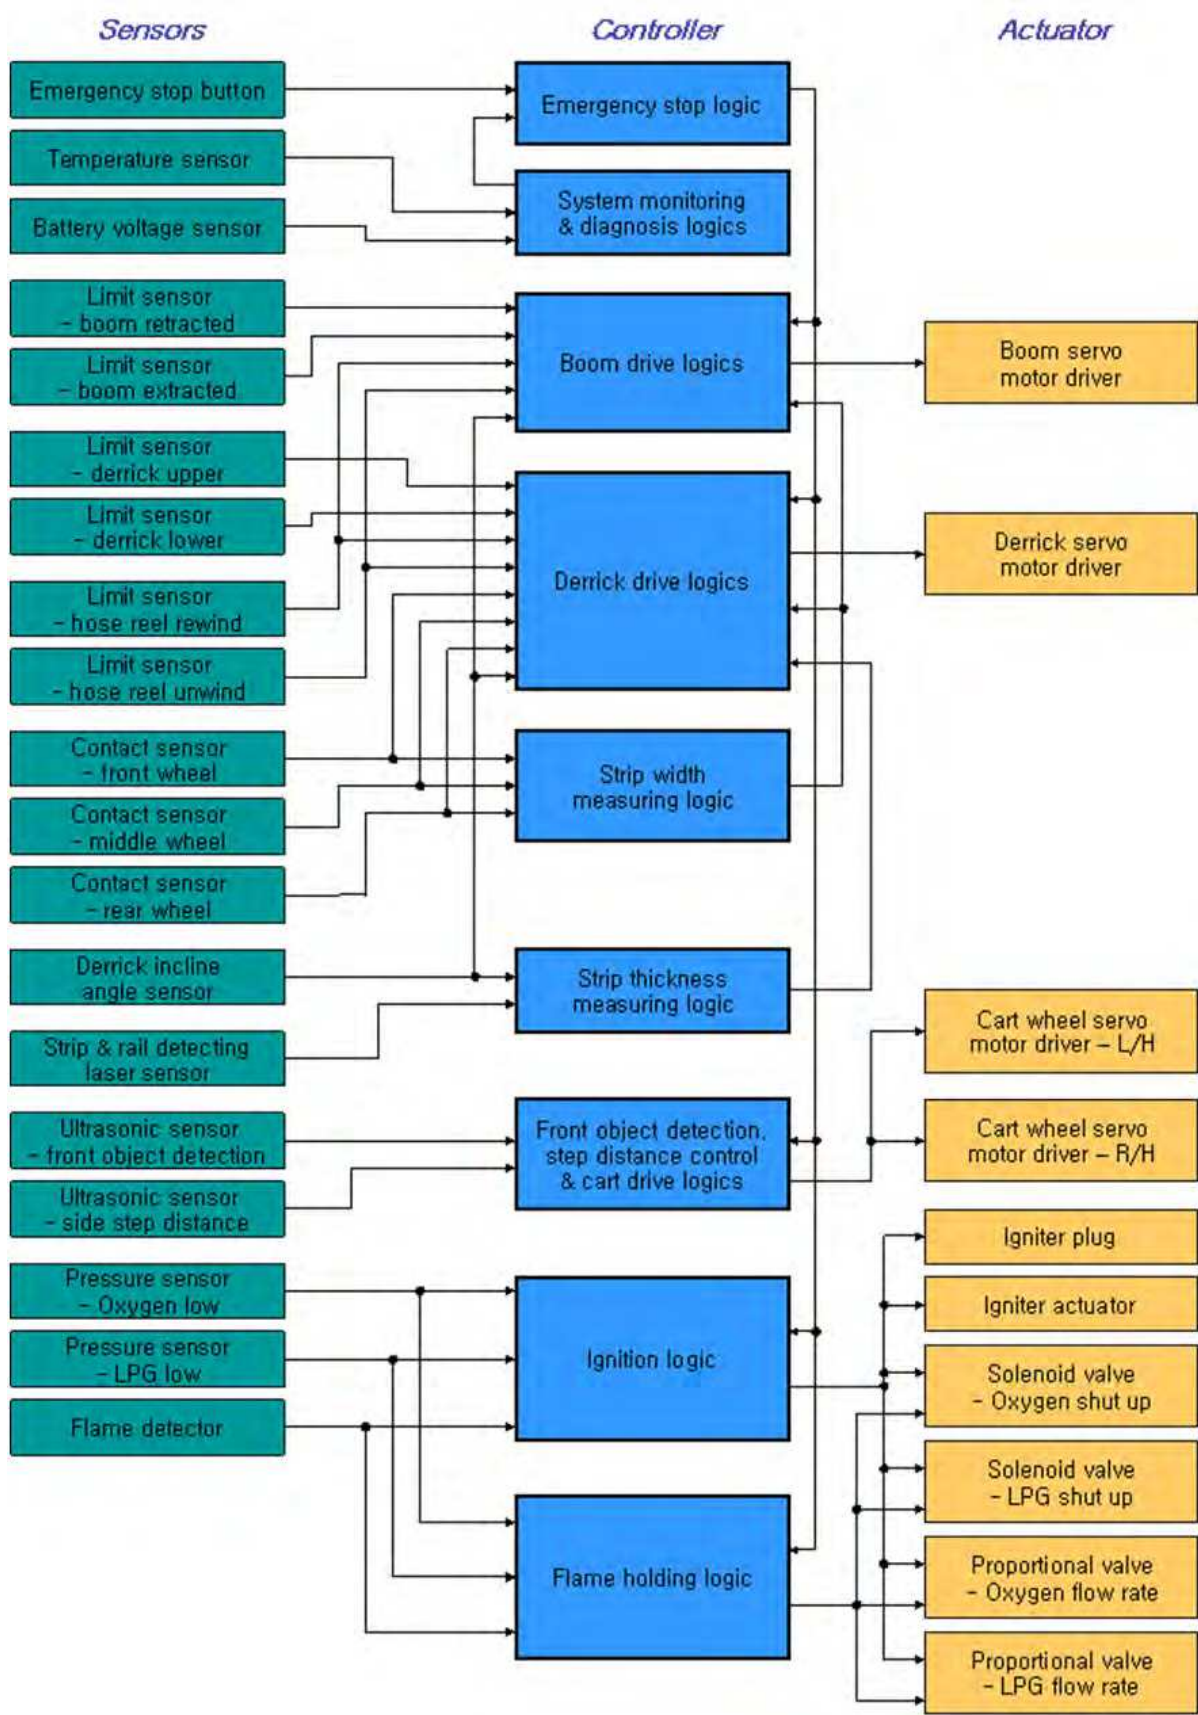 Sensors
Controller
Actuator
Emergency stop button
Temperature sensor
Battery voltage sensor
Limit sensor
– boom retracted
Limit sensor
– boom extracted
Limit sensor
– derrick upper
Limit sensor
– derrick lower
Limit sensor
– hose reel rewind
Limit sensor
– hose reel unwind
Contact sensor
– front wheel
Contact sensor
– middle wheel
Contact sensor
– rear wheel
Derrick incline
angle sensor
Strip & rail detecting
laser sensor
Ultrasonic sensor
– front object detection
Ultrasonic sensor
– side step distance
Pressure sensor
– Oxygen low
Pressure sensor
– LPG low
Flame detector
Emergency stop logic
System monitoring
& diagnosis logics
Boom drive logics
Derrick drive logics
Strip width
measuring logic
Strip thickness
measuring logic
Front object detection,
step distance control
& cart drive logics
Ignition logic
Flame holding logic
Boom servo
motor driver
Derrick servo
motor driver
Cart wheel servo
motor driver – L/H
Cart wheel servo
motor driver – R/H
Igniter plug
Igniter actuator
Solenoid valve
– Oxygen shut up
Solenoid valve
– LPG shut up
Proportional valve
– Oxygen flow rate
Proportional valve
– LPG flow rate